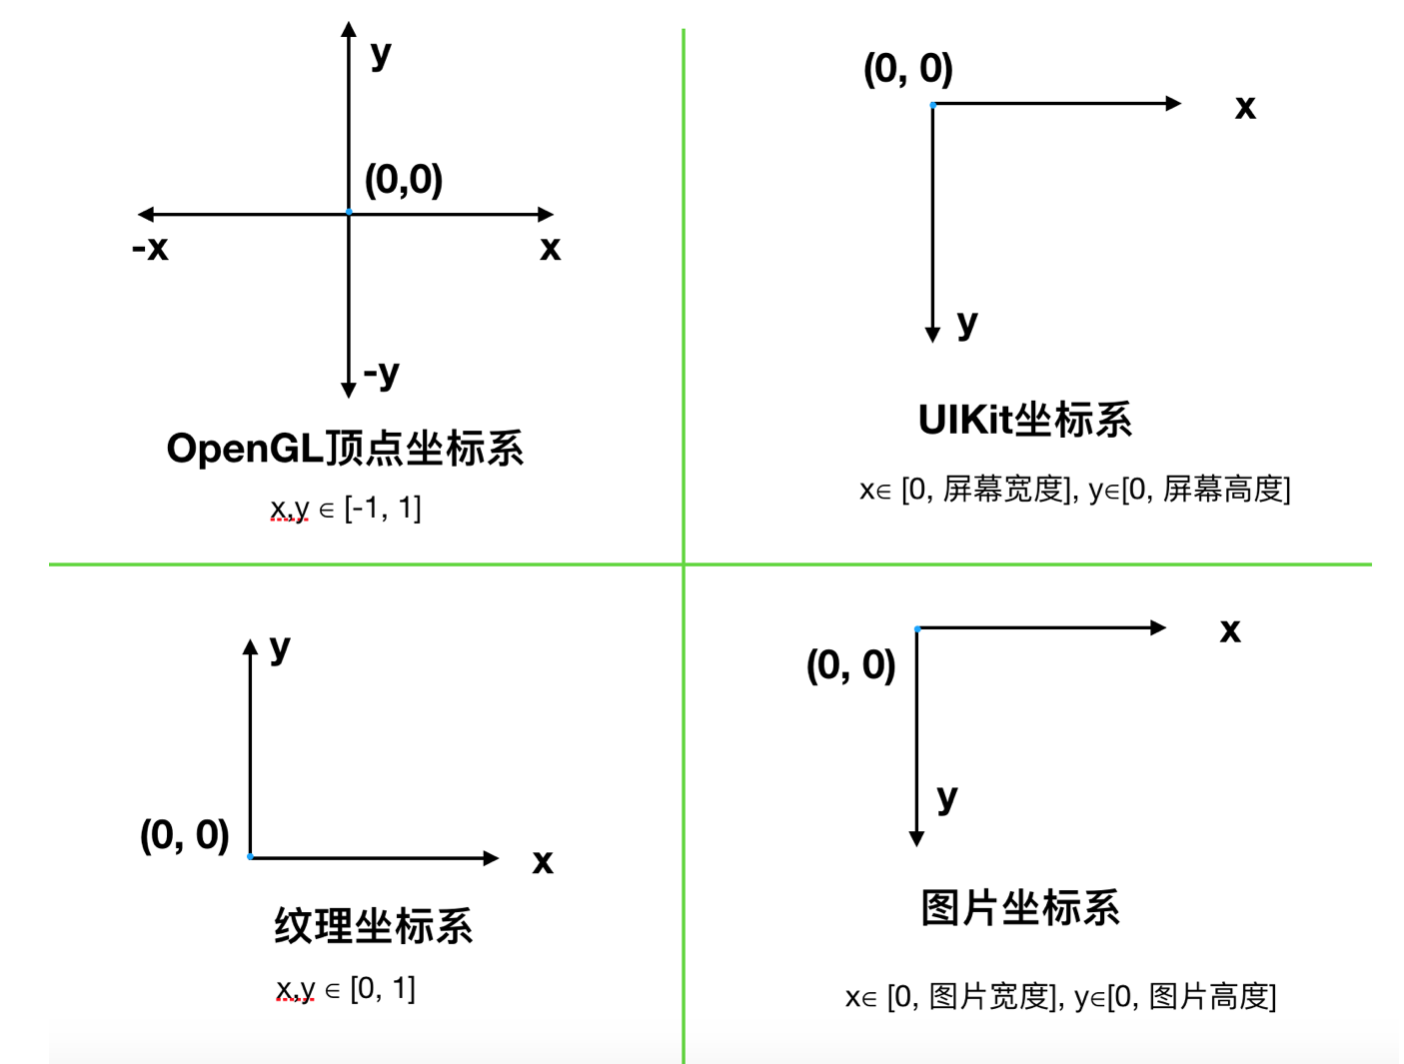 y
(0,0)
-x
x
-y
OpenGL顶点坐标系
x,y ∈ [-1, 1]
(0, 0)
x
y
UIKit坐标系
x∈ [0, 屏幕宽度], y∈[0, 屏幕高度]
y
(0, 0)
x
纹理坐标系
x,y ∈ [0, 1]
x
(0, 0)
y
图片坐标系
x∈ [0, 图片宽度], y∈[0, 图片高度]